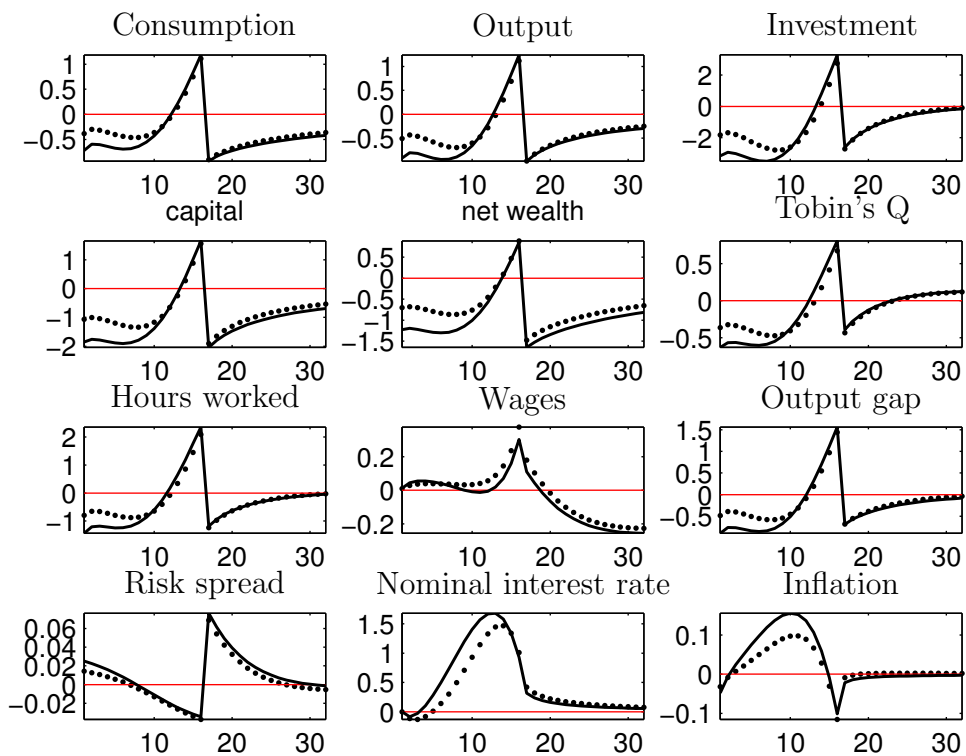 Consumption Output Investment
1 0.5 0 −0.5
1 0.5 0 −0.5
2 0 −2
10 20 30 10 20 30 10 20 30
capital net wealth Tobin's Q
1 0 −1 −2
0.5 0 −0.5 −1 −1.5
0.5 0 −0.5
10 20 30 10 20 30 10 20 30
Hours worked Wages Output gap
2 1 0 −1
0.2 0 −0.2
1.5 1 0.5 0 −0.5
10 20 30 10 20 30 10 20 30
Risk spread Nominal interest rate Inflation
0.06 0.04 0.02 0 −0.02
1.5 1 0.5 0
0.1 0 −0.1
10 20 30 10 20 30 10 20 30